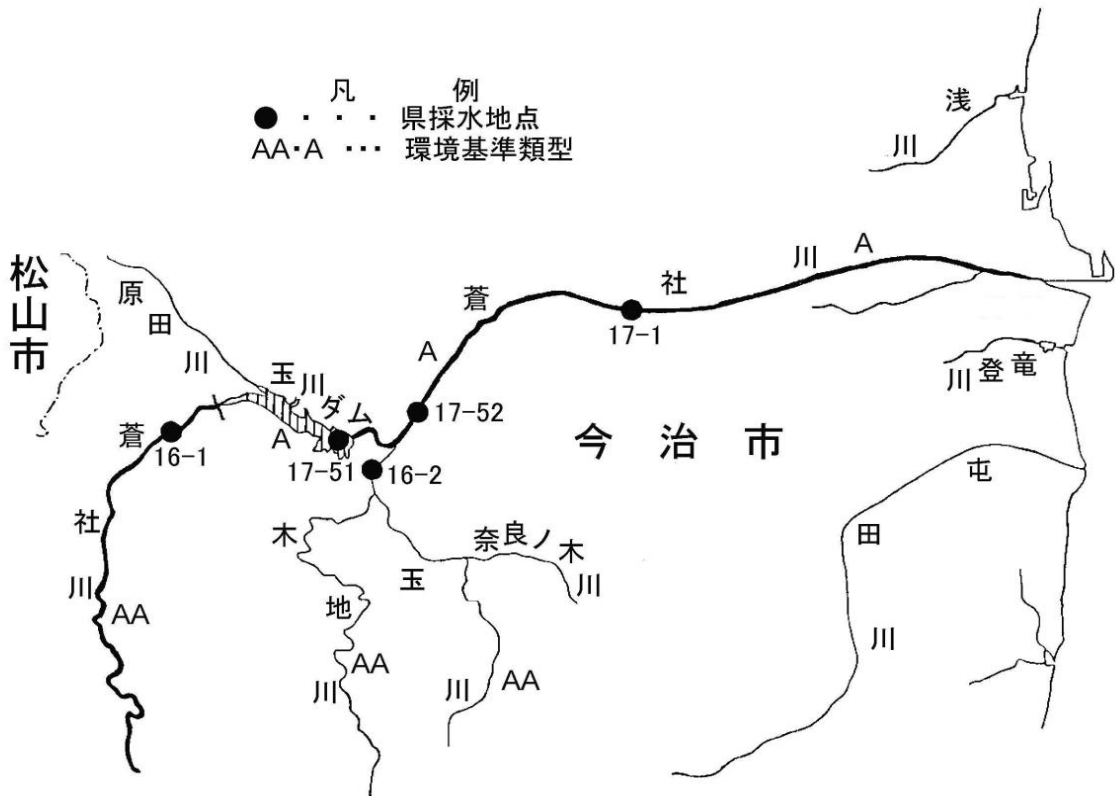 凡例
● ・・・ 県採水地点
AA・A ・・・ 環境基準類型
浅川
松山市
原田川
玉川ダム
A
蒼社川
A
A
17-1
17-52
17-51
16-1
16-2
蒼社川
AA
今治市
竜登川
屯田川
木地川
AA
奈良ノ木川
玉川
AA